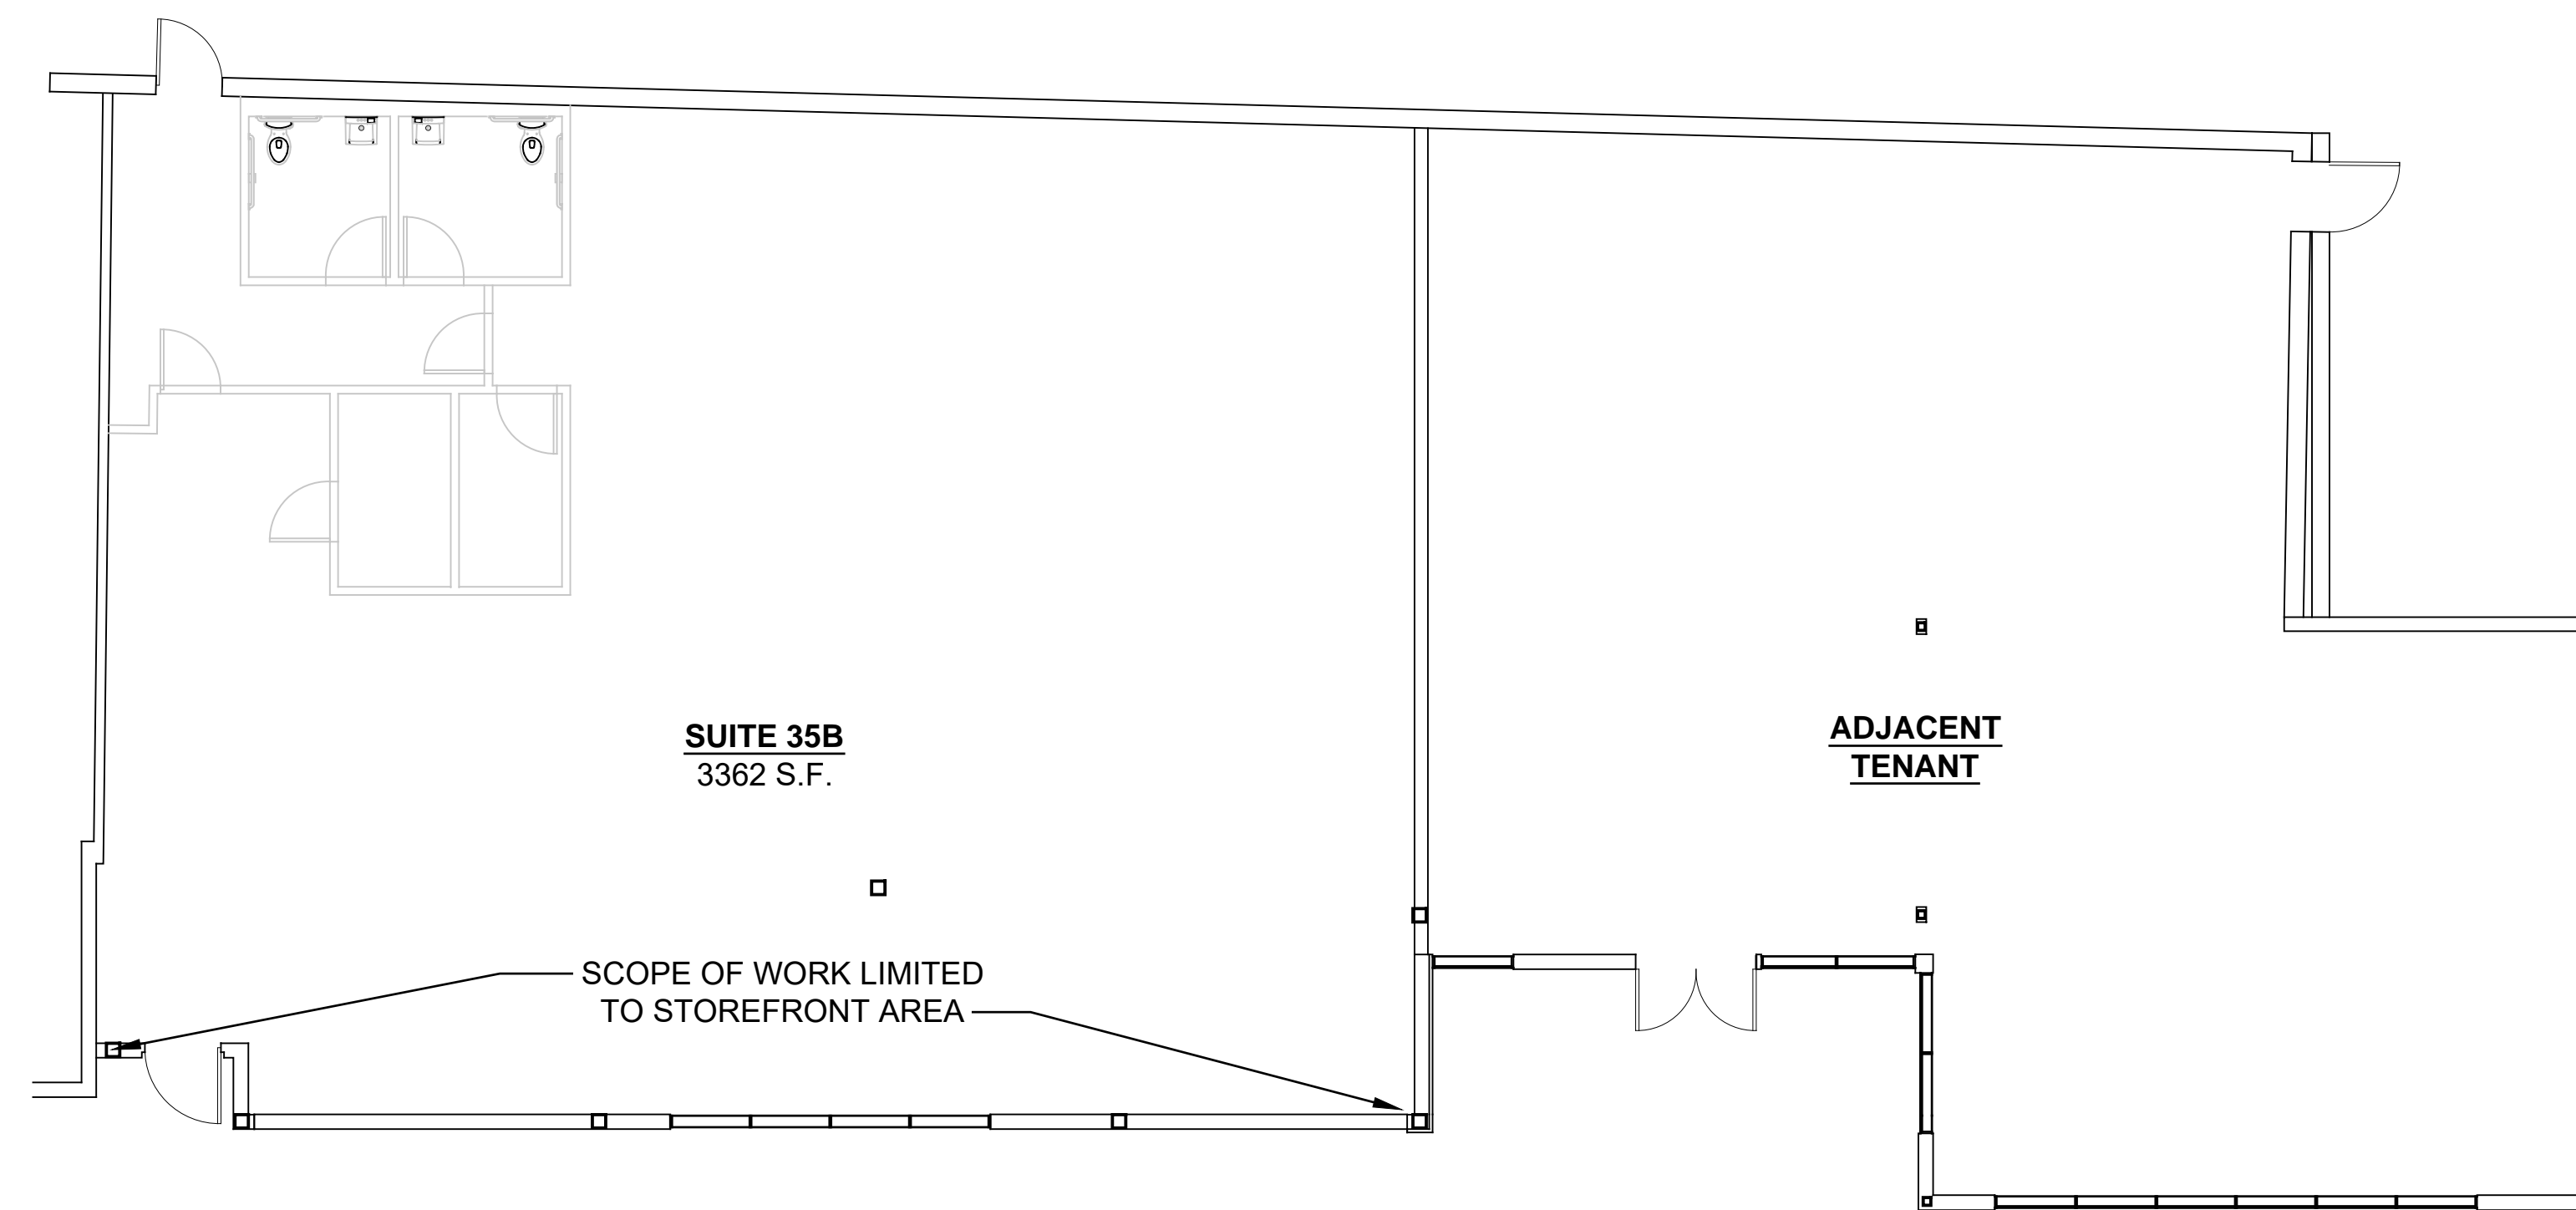 SUITE 35B
3362 S.F.
ADJACENT
TENANT
SCOPE OF WORK LIMITED
TO STOREFRONT AREA